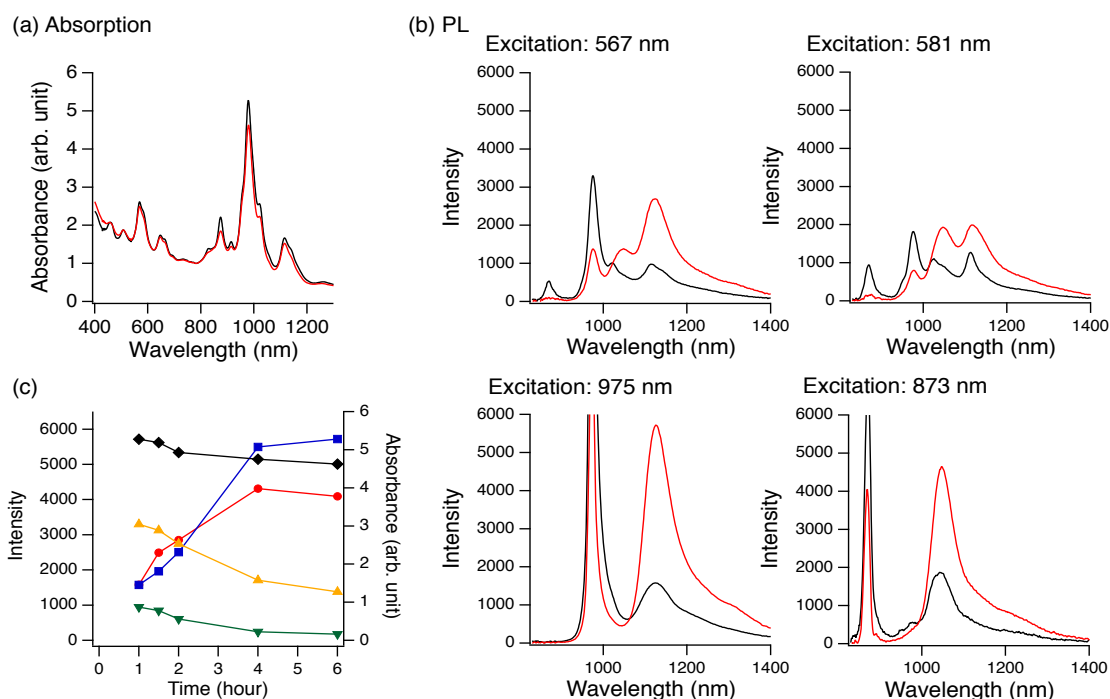 (a) Absorption
Absorbance (arb. unit)
6
5
4
3
2
1
0
400 600 800 1000 1200
Wavelength (nm)
(b) PL
Excitation: 567 nm
Intensity
6000
5000
4000
3000
2000
1000
0
1000 1200 1400
Wavelength (nm)
Excitation: 581 nm
Intensity
6000
5000
4000
3000
2000
1000
0
1000 1200 1400
Wavelength (nm)
(c)
Intensity
6000
5000
4000
3000
2000
1000
0
0 1 2 3 4 5 6
Time (hour)
6
5
4
3
2
1
0
Absorbance (arb. unit)
Excitation: 975 nm
Intensity
6000
5000
4000
3000
2000
1000
0
1000 1200 1400
Wavelength (nm)
Excitation: 873 nm
Intensity
6000
5000
4000
3000
2000
1000
0
1000 1200 1400
Wavelength (nm)